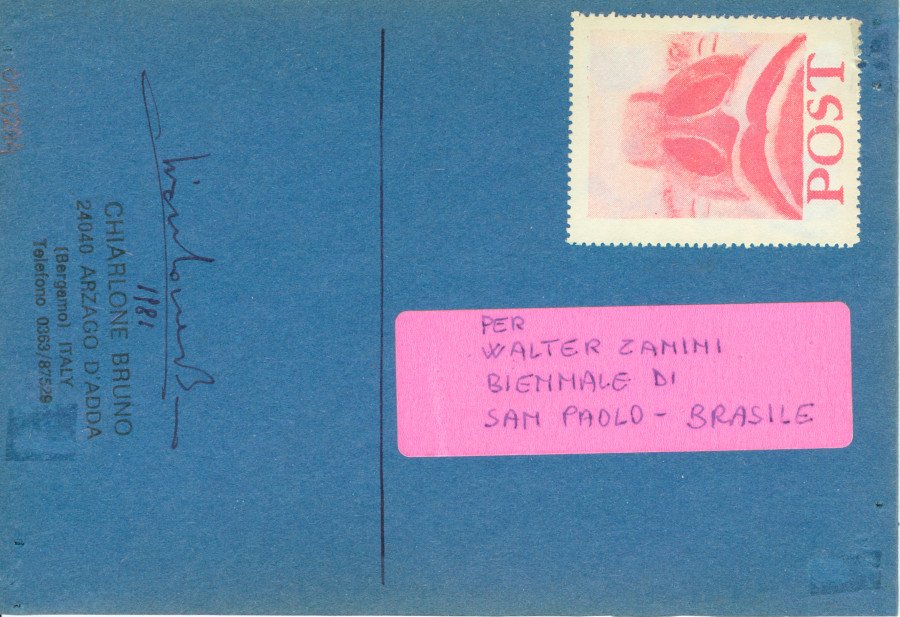 POST
PER
WALTER ZANINI
BIENNALE DI
SAN PAOLO - BRASILE
1981
CHIARLONE BRUNO
24040 ARZAGO D'ADDA
(Bergamo) ITALY
Telefono 0363/87529